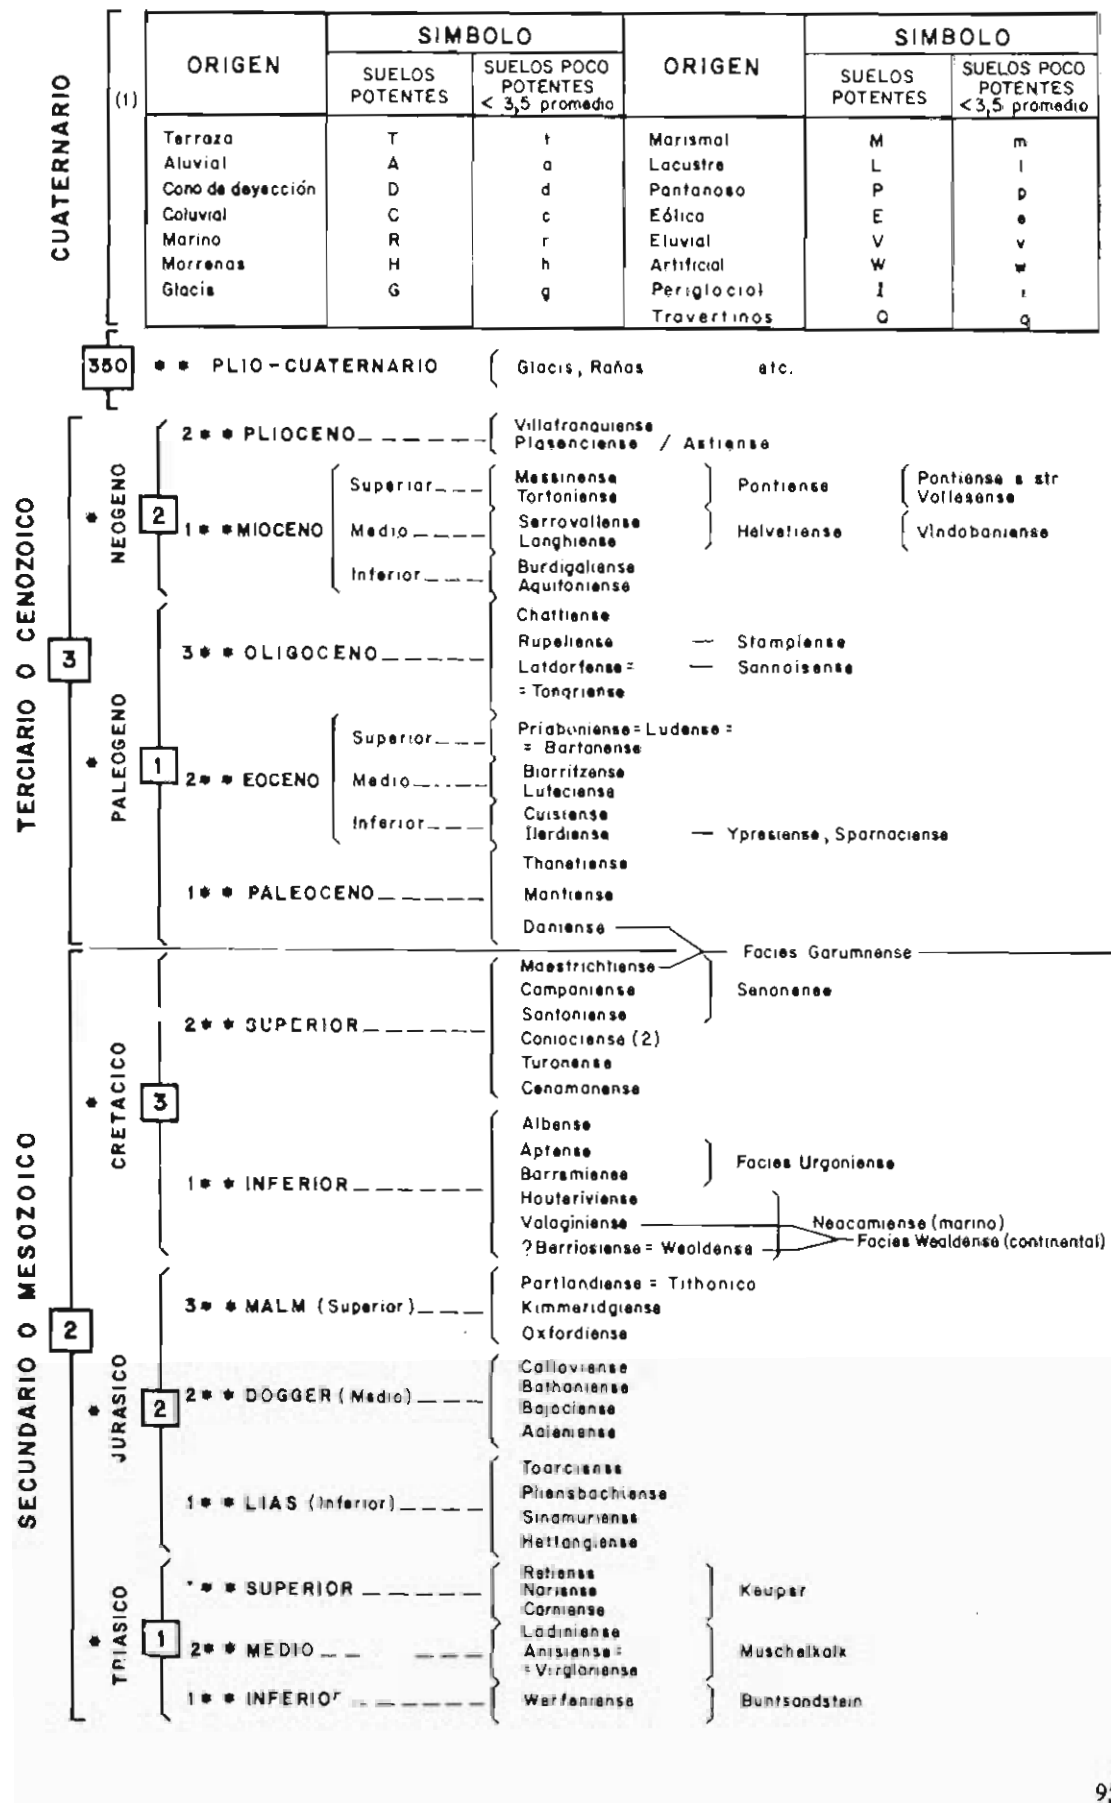 CUATERNARIO
(1)
ORIGEN SIMBOLO ORIGEN SIMBOLO
SUELOS POTENTES SUELOS POCO POTENTES < 3,5 promedio SUELOS POTENTES SUELOS POCO POTENTES < 3,5 promedio
Terraza T t Marismal M m
Aluvial A a Lacustre L l
Cono de deyección D d Pantanoso P p
Coluvial C c Eólica E e
Marino R r Eluvial V v
Morrenas H h Artificial W w
Glacis G g Periglacial I i
Travertinos Q q
350 * * PLIO-CUATERNARIO Glacis, Rañas etc.
TERCIARIO O CENOZOICO
3
* NEOGENO
2
2 * * PLIOCENO Villafranquiense
Plasenciense / Astiense
1 * * MIOCENO
Superior Messinense
Tortoniense
Pontiense
Pontiense s str
Vallesense
Medio Serravaliense
Langhiense
Helvetiense
Vindobaniense
Inferior Burdigaliense
Aquitaniense
* PALEOGENO
1
3 * * OLIGOCENO
Chattiense
Rupeliense — Stampiense
Latdorfense = — Sannoisense
= Tongriense
2 * * EOCENO
Superior Priaboniense = Ludense =
= Bartonense
Medio Biarritzense
Luteciense
Inferior Cuisiense
Ilerdiense — Ypresiense, Sparnaciense
1 * * PALEOCENO
Thanetiense
Montiense
Daniense
Facies Garumnense
SECUNDARIO O MESOZOICO
2
* CRETACICO
3
2 * * SUPERIOR
Maestrichtiense
Campaniense
Santoniense
Senonense
Coniaciense (2)
Turonense
Cenomanense
1 * * INFERIOR
Albense
Aptense
Barremiense
Facies Urgoniense
Hauteriviense
Valaginiense
Neocomiense (marino)
? Berriasiense = Wealdense
Facies Wealdense (continental)
* JURASICO
2
3 * * MALM (Superior)
Portlandiense = Tithonico
Kimmeridgiense
Oxfordiense
2 * * DOGGER (Medio)
Calloviense
Bathoniense
Bajociense
Aaleniense
1 * * LIAS (Inferior)
Toarciense
Pliensbachiense
Sinemuriense
Hettangiense
* TRIASICO
1
* * SUPERIOR
Retiense
Noriense
Carniense
Keuper
2 * * MEDIO
Ladiniense
Anisiense =
= Virgloriense
Muschelkalk
1 * * INFERIOR
Werfeniense
Buntsandstein